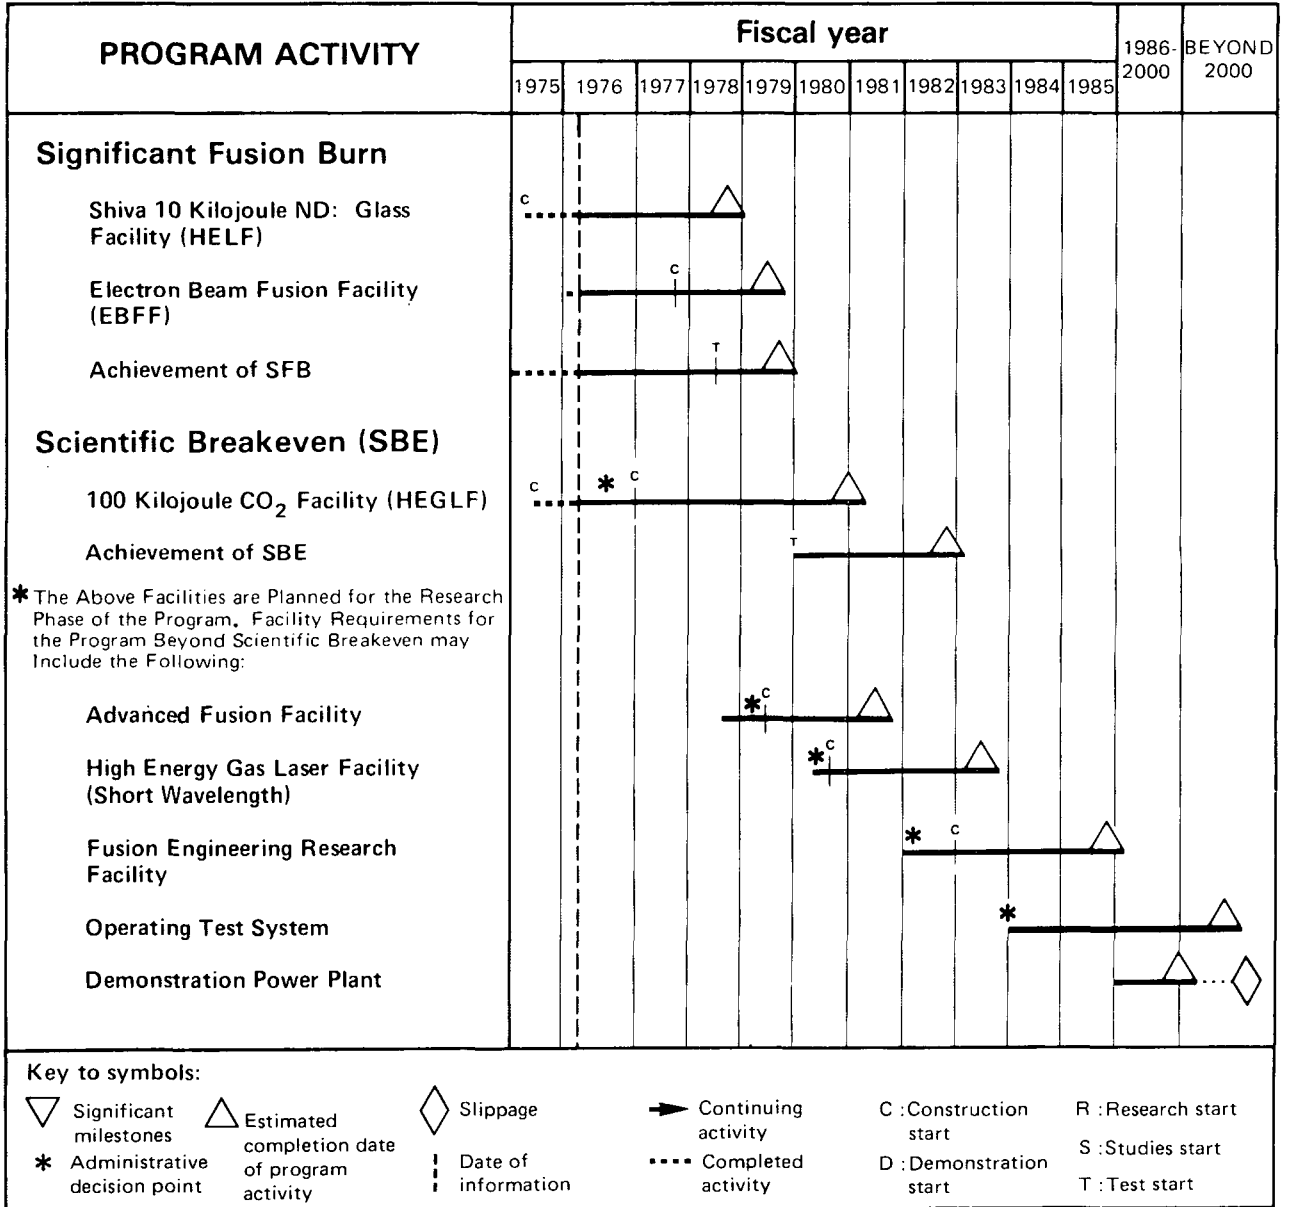 PROGRAM ACTIVITY
Fiscal year
1986-
2000
BEYOND
2000
1975 1976 1977 1978 1979 1980 1981 1982 1983 1984 1985
Significant Fusion Burn
C
Shiva 10 Kilojoule ND: Glass
Facility (HELF)
C
Electron Beam Fusion Facility
(EBFF)
T
Achievement of SFB
Scientific Breakeven (SBE)
C * C
100 Kilojoule CO2 Facility (HEGLF)
T
Achievement of SBE
* The Above Facilities are Planned for the Research
Phase of the Program. Facility Requirements for
the Program Beyond Scientific Breakeven may
Include the Following:
* C
Advanced Fusion Facility
* C
High Energy Gas Laser Facility
(Short Wavelength)
* C
Fusion Engineering Research
Facility
*
Operating Test System
Demonstration Power Plant
Key to symbols:
Significant
milestones
* Administrative
decision point
Estimated
completion date
of program
activity
Slippage
Date of
information
Continuing
activity
Completed
activity
C :Construction
start
D :Demonstration
start
R :Research start
S :Studies start
T :Test start